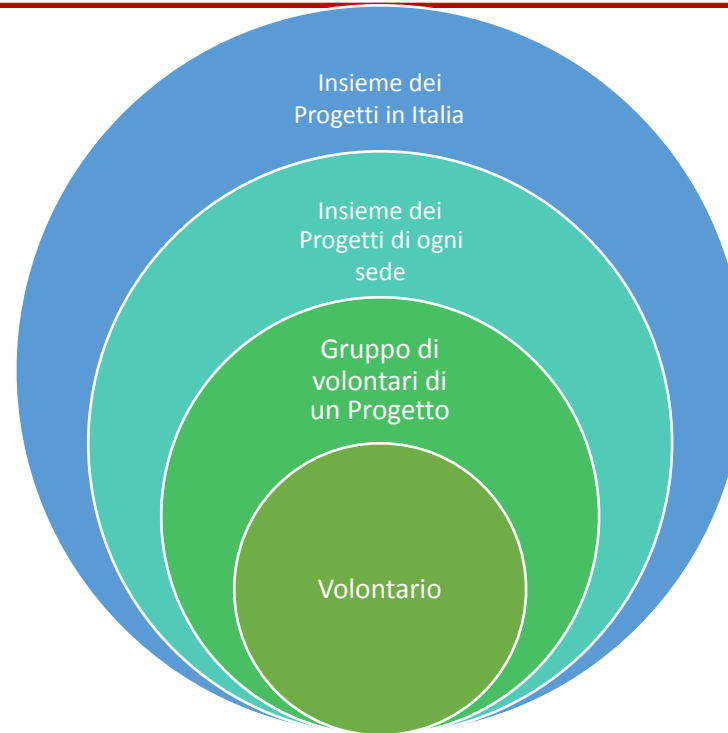 Insieme dei
Progetti in Italia
Insieme dei
Progetti di ogni
sede
Gruppo di
volontari di
un Progetto
Volontario